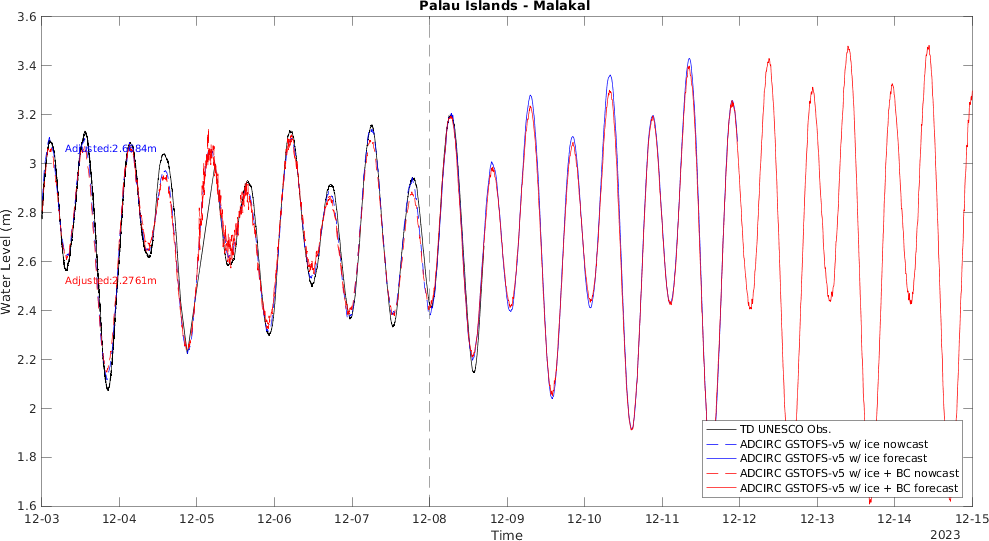 Palau Islands - Malakal
3.6
3.4
3.2
3
2.8
2.6
2.4
2.2
2
1.8
1.6
Water Level (m)
Adjusted:2.2761m
TD UNESCO Obs.
ADCIRC GSTOFS-v5 w/ ice nowcast
ADCIRC GSTOFS-v5 w/ ice forecast
ADCIRC GSTOFS-v5 w/ ice + BC nowcast
ADCIRC GSTOFS-v5 w/ ice + BC forecast
12-03 12-04 12-05 12-06 12-07 12-08 12-09 12-10 12-11 12-12 12-13 12-14 12-15
Time
2023